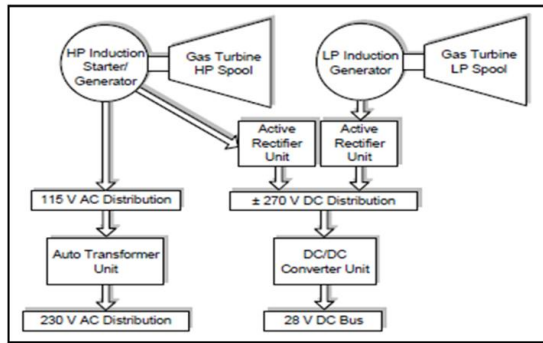 HP Induction
Starter/
Generator
Gas Turbine
HP Spool
LP Induction
Generator
Gas Turbine
LP Spool
Active
Rectifier
Unit
Active
Rectifier
Unit
115 V AC Distribution
± 270 V DC Distribution
Auto Transformer
Unit
DC/DC
Converter Unit
230 V AC Distribution
28 V DC Bus